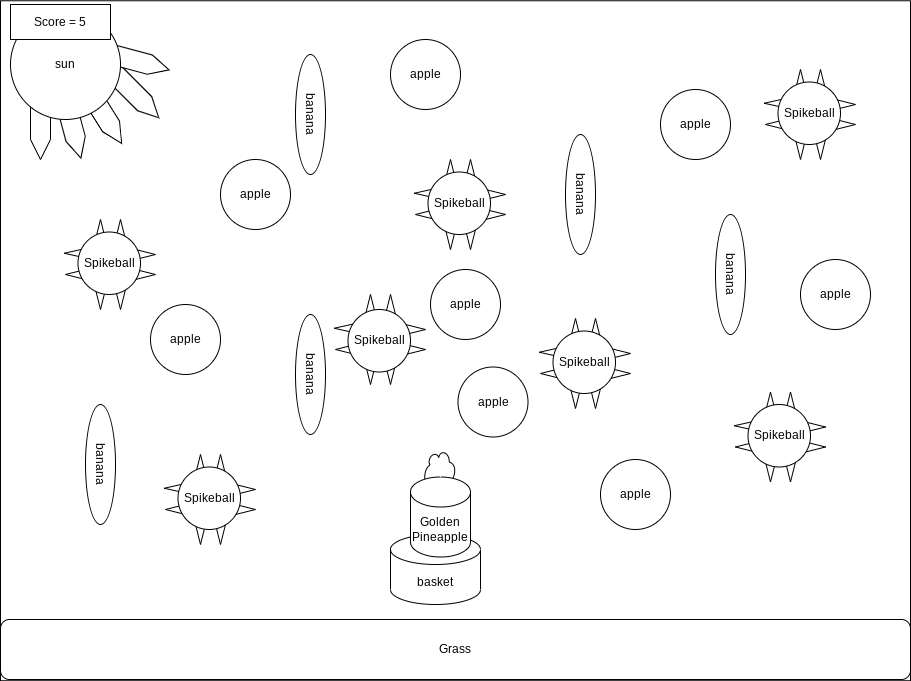 Score = 5
sun
apple
banana
apple
Spikeball
apple
banana
Spikeball
Spikeball
banana
apple
apple
apple
Spikeball
banana
Spikeball
apple
banana
Spikeball
apple
Spikeball
Golden
Pineapple
basket
Grass